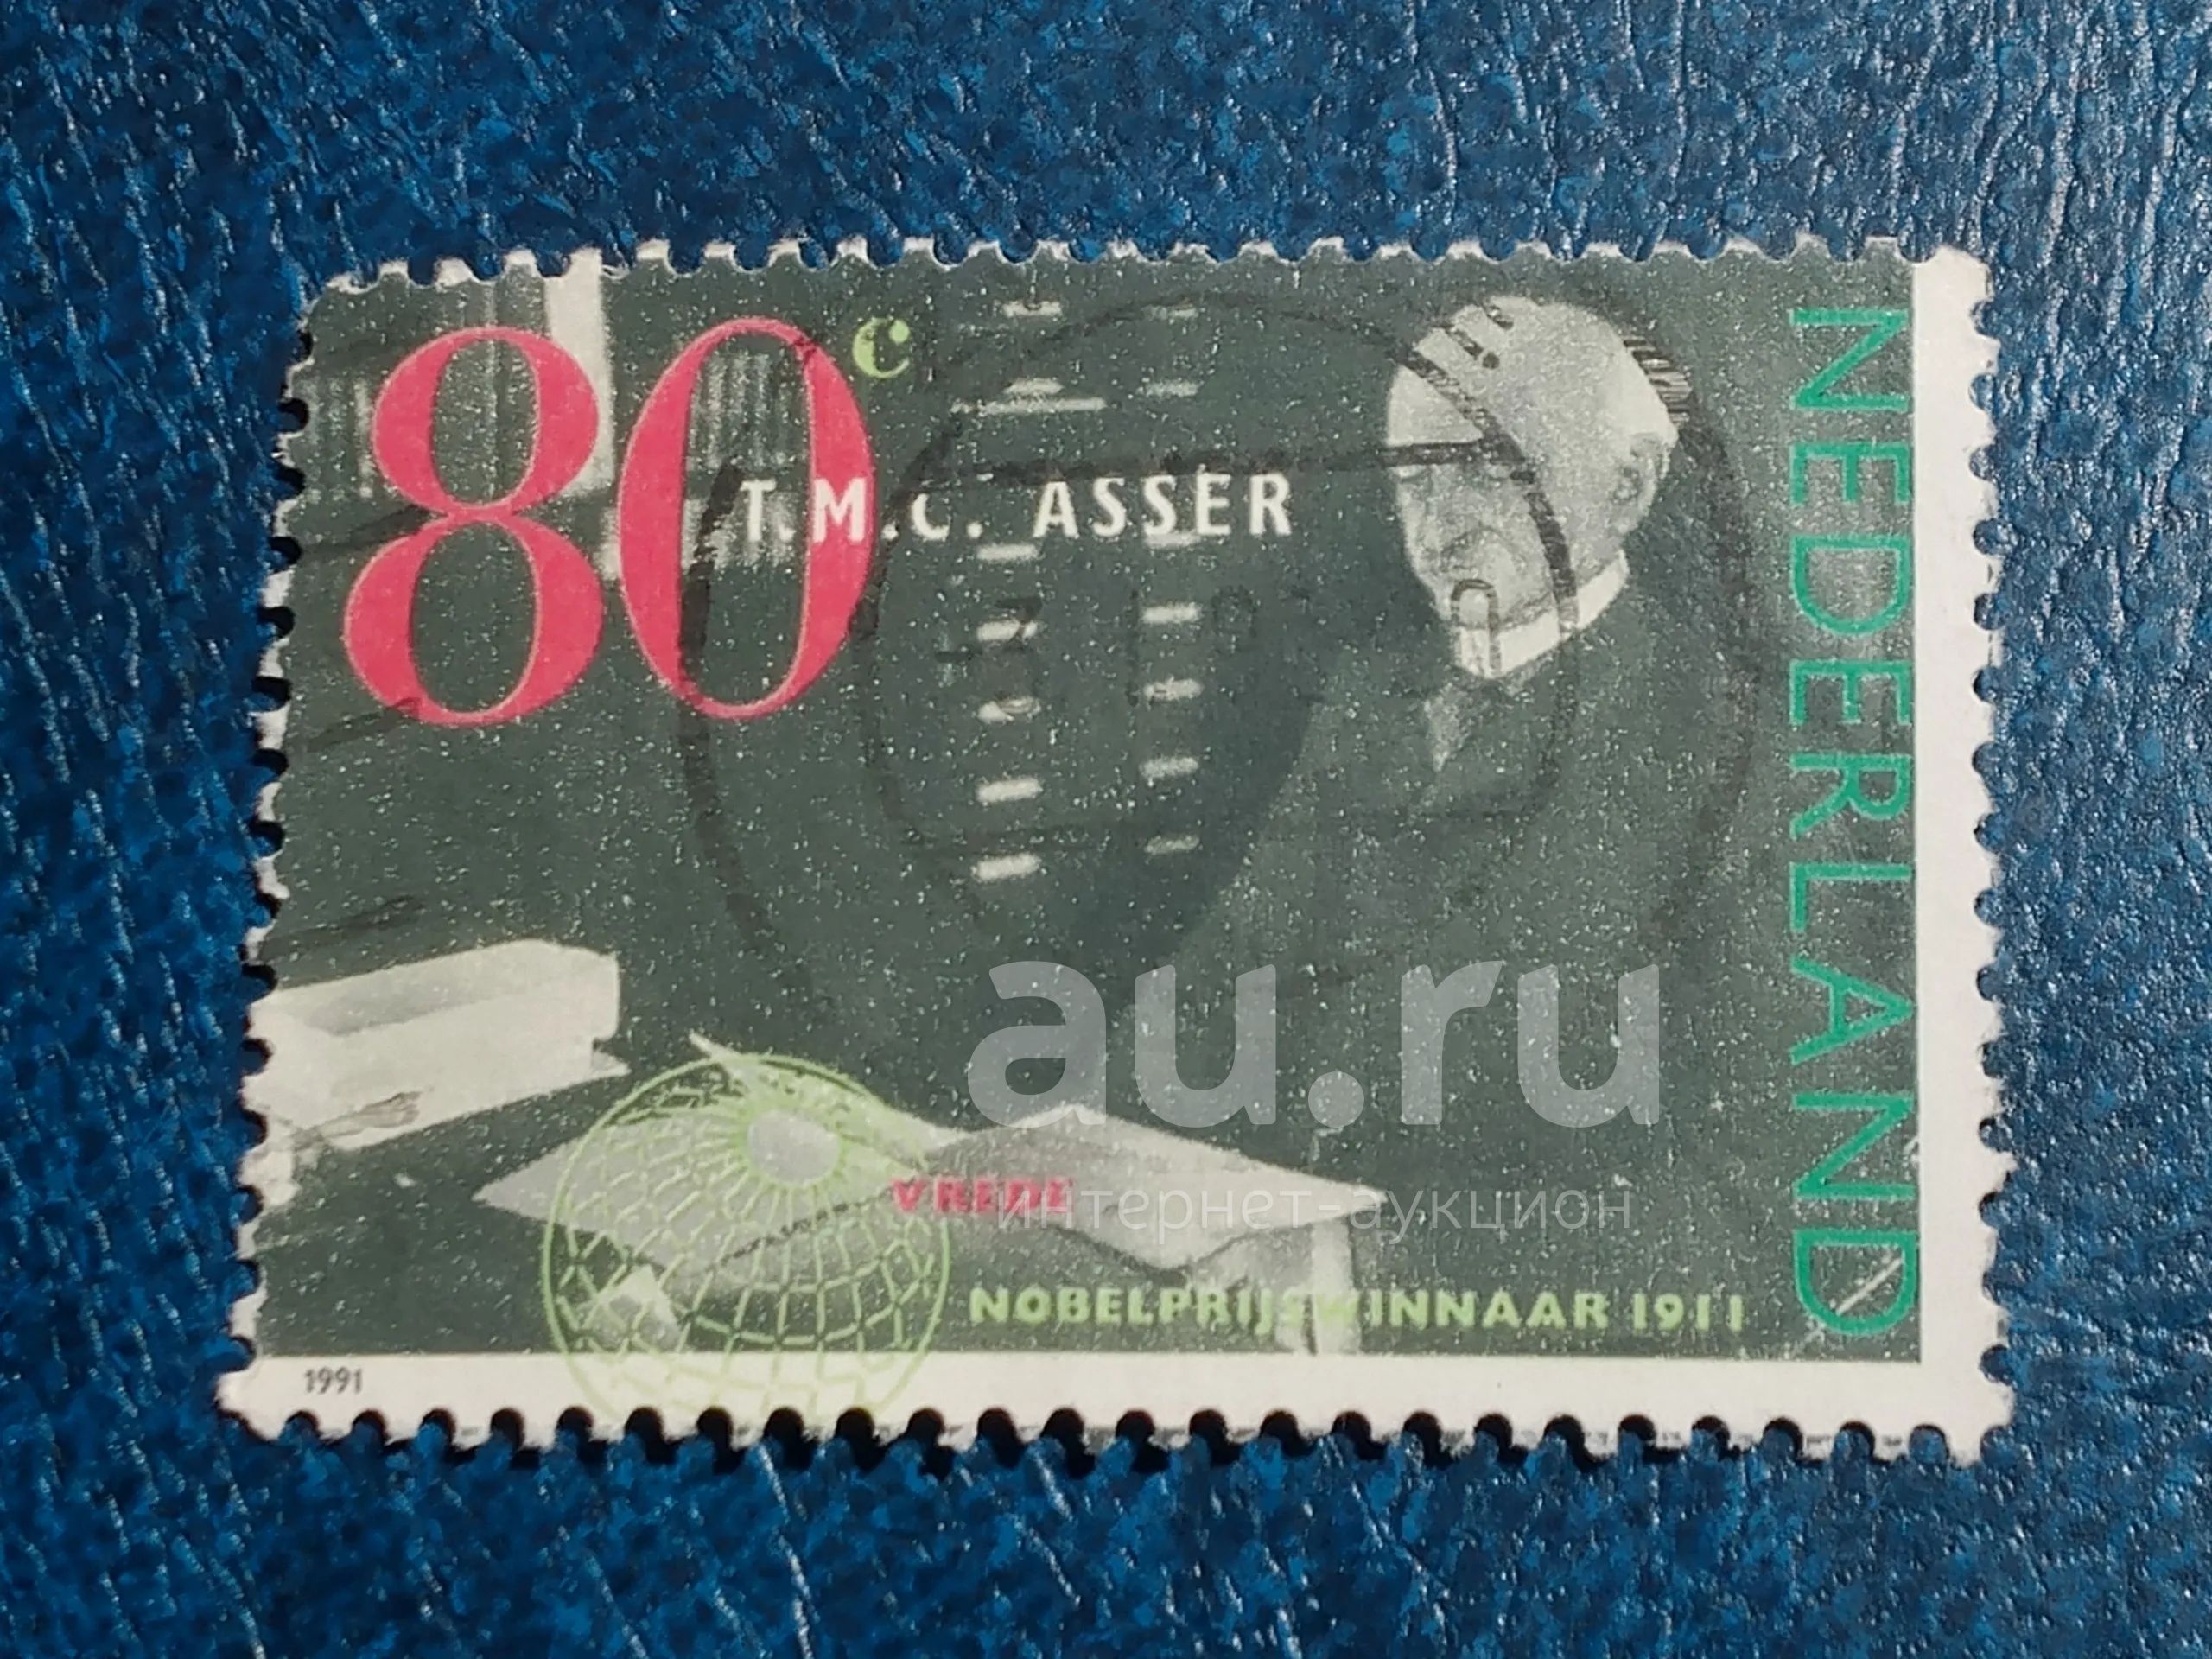 80c
T.M.C. ASSER
NEDERLAND
au.ru
VREDE
интернет-аукцион
NOBELPRIJSWINNAAR 1911
1991